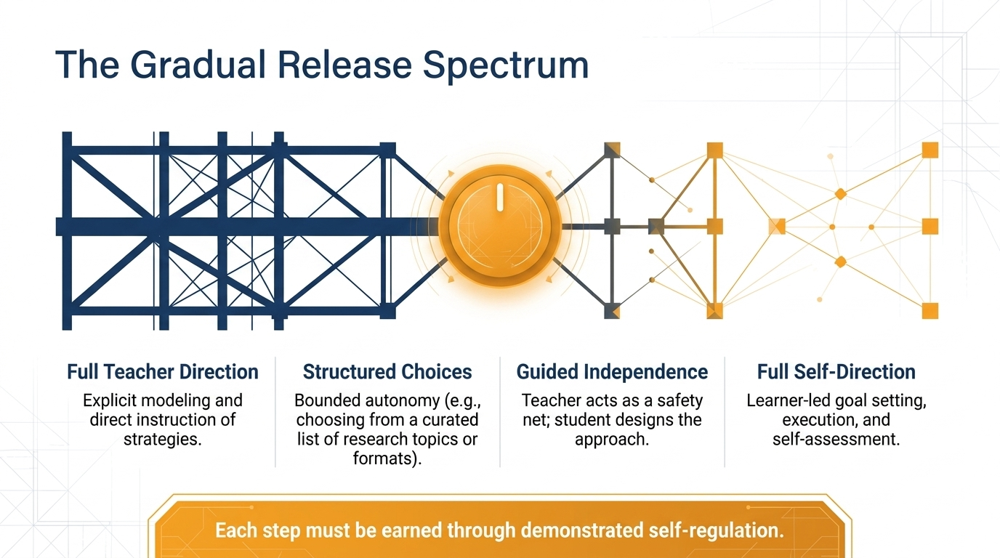 The Gradual Release Spectrum
Full Teacher Direction
Explicit modeling and
direct instruction of
strategies.
Structured Choices
Bounded autonomy (e.g.,
choosing from a curated
list of research topics or
formats).
Guided Independence
Teacher acts as a safety
net; student designs the
approach.
Full Self-Direction
Learner-led goal setting,
execution, and
self-assessment.
Each step must be earned through demonstrated self-regulation.